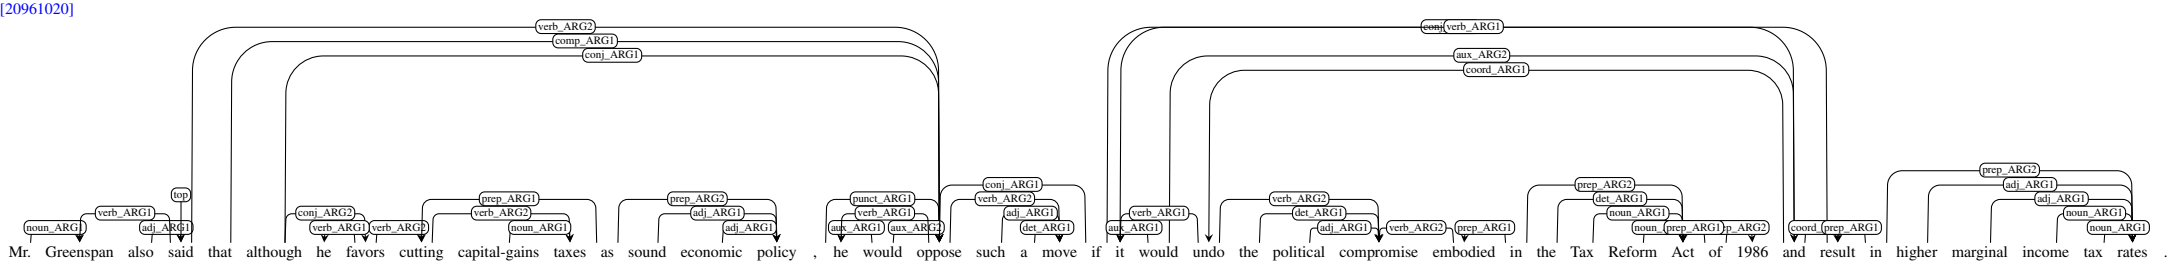 [20961020]
verb_ARG2 verb_ARG1
comp_ARG1
conj_ARG1 aux_ARG2
coord_ARG1
prep_ARG2
conj_ARG1 prep_ARG2 adj_ARG1
top prep_ARG1 prep_ARG2 punct_ARG1 verb_ARG2 verb_ARG2 det_ARG1 adj_ARG1
verb_ARG1 conj_ARG2 verb_ARG2 adj_ARG1 verb_ARG1 adj_ARG1 verb_ARG1 det_ARG1 noun_ARG1 noun_ARG1
noun_ARG1 adj_ARG1 verb_ARG1 verb_ARG2 noun_ARG1 adj_ARG1 aux_ARG1 aux_ARG2 det_ARG1 aux_ARG1 adj_ARG1 verb_ARG2 prep_ARG1 prep_ARG1 prep_ARG1 noun_ARG1
Mr. Greenspan also said that although he favors cutting capital-gains taxes as sound economic policy , he would oppose such a move if it would undo the political compromise embodied in the Tax Reform Act of 1986 and result in higher marginal income tax rates .